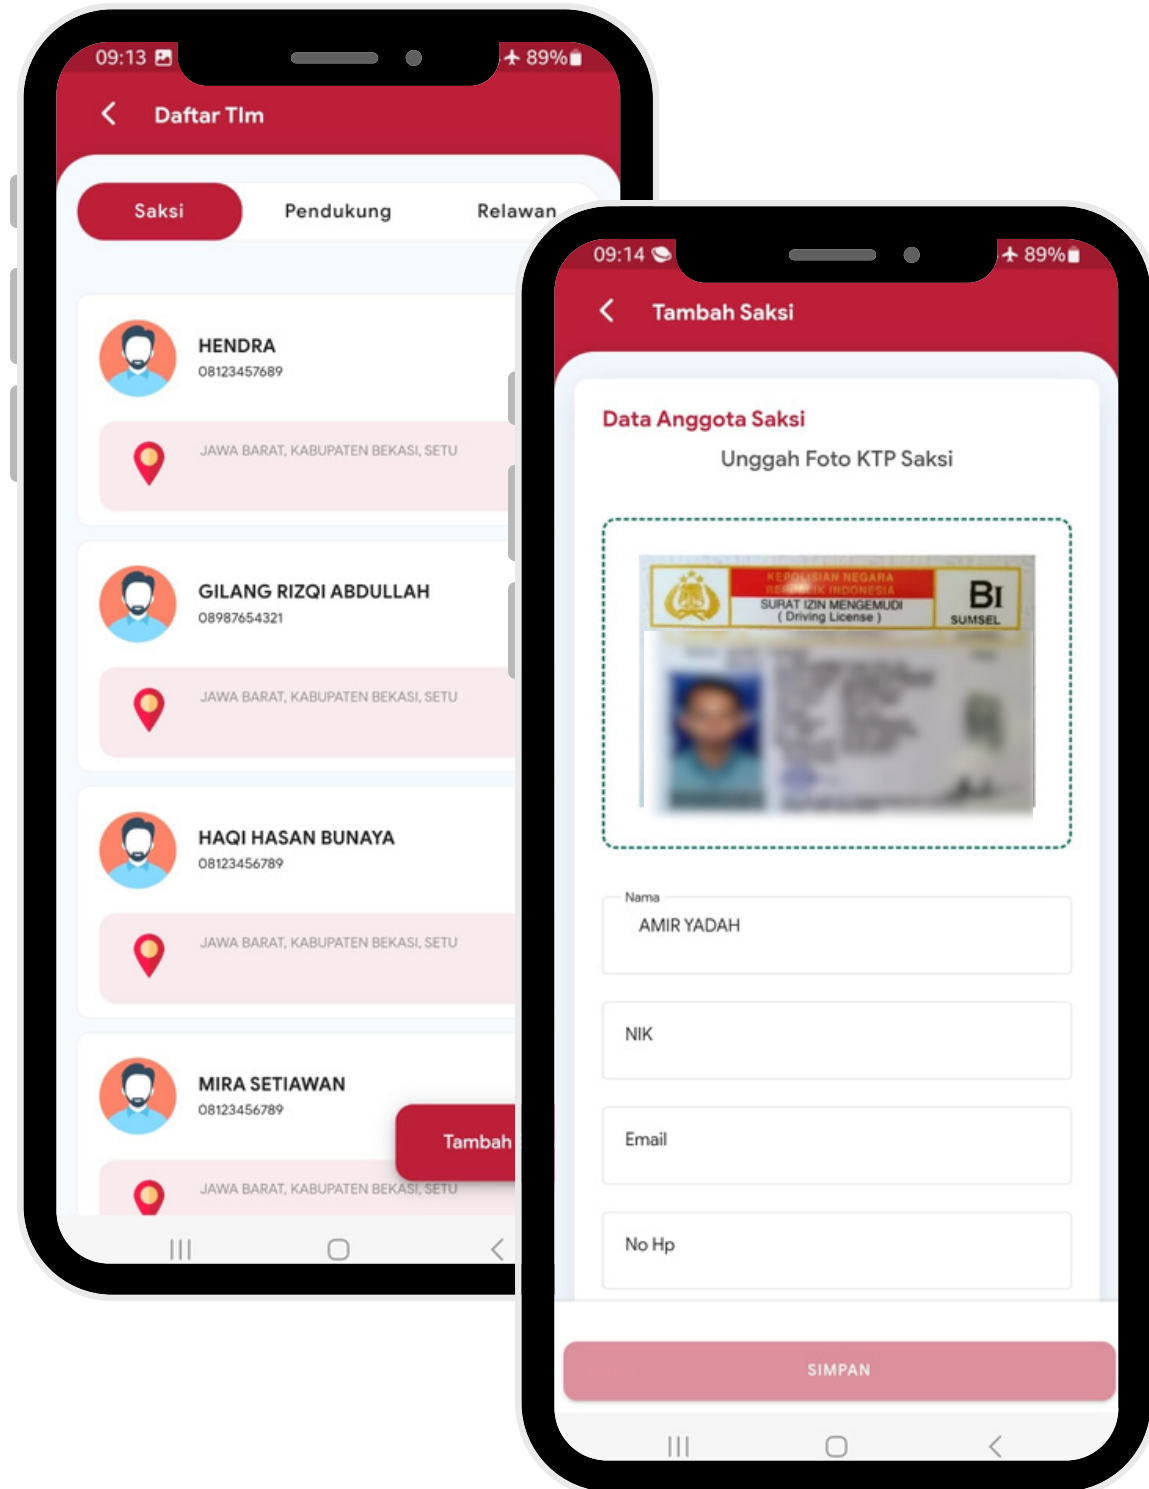 09:13
89%
Daftar TIm
Saksi
Pendukung
Relawan
HENDRA
08123457689
JAWA BARAT, KABUPATEN BEKASI, SETU
GILANG RIZQI ABDULLAH
08987654321
JAWA BARAT, KABUPATEN BEKASI, SETU
HAQI HASAN BUNAYA
08123456789
JAWA BARAT, KABUPATEN BEKASI, SETU
MIRA SETIAWAN
08123456789
Tambah
JAWA BARAT, KABUPATEN BEKASI, SETU
09:14
89%
Tambah Saksi
Data Anggota Saksi
Unggah Foto KTP Saksi
KEPOLISIAN NEGARA
REPUBLIK INDONESIA
SURAT IZIN MENGEMUDI
( Driving License )
BI
SUMSEL
Nama
AMIR YADAH
NIK
Email
No Hp
SIMPAN